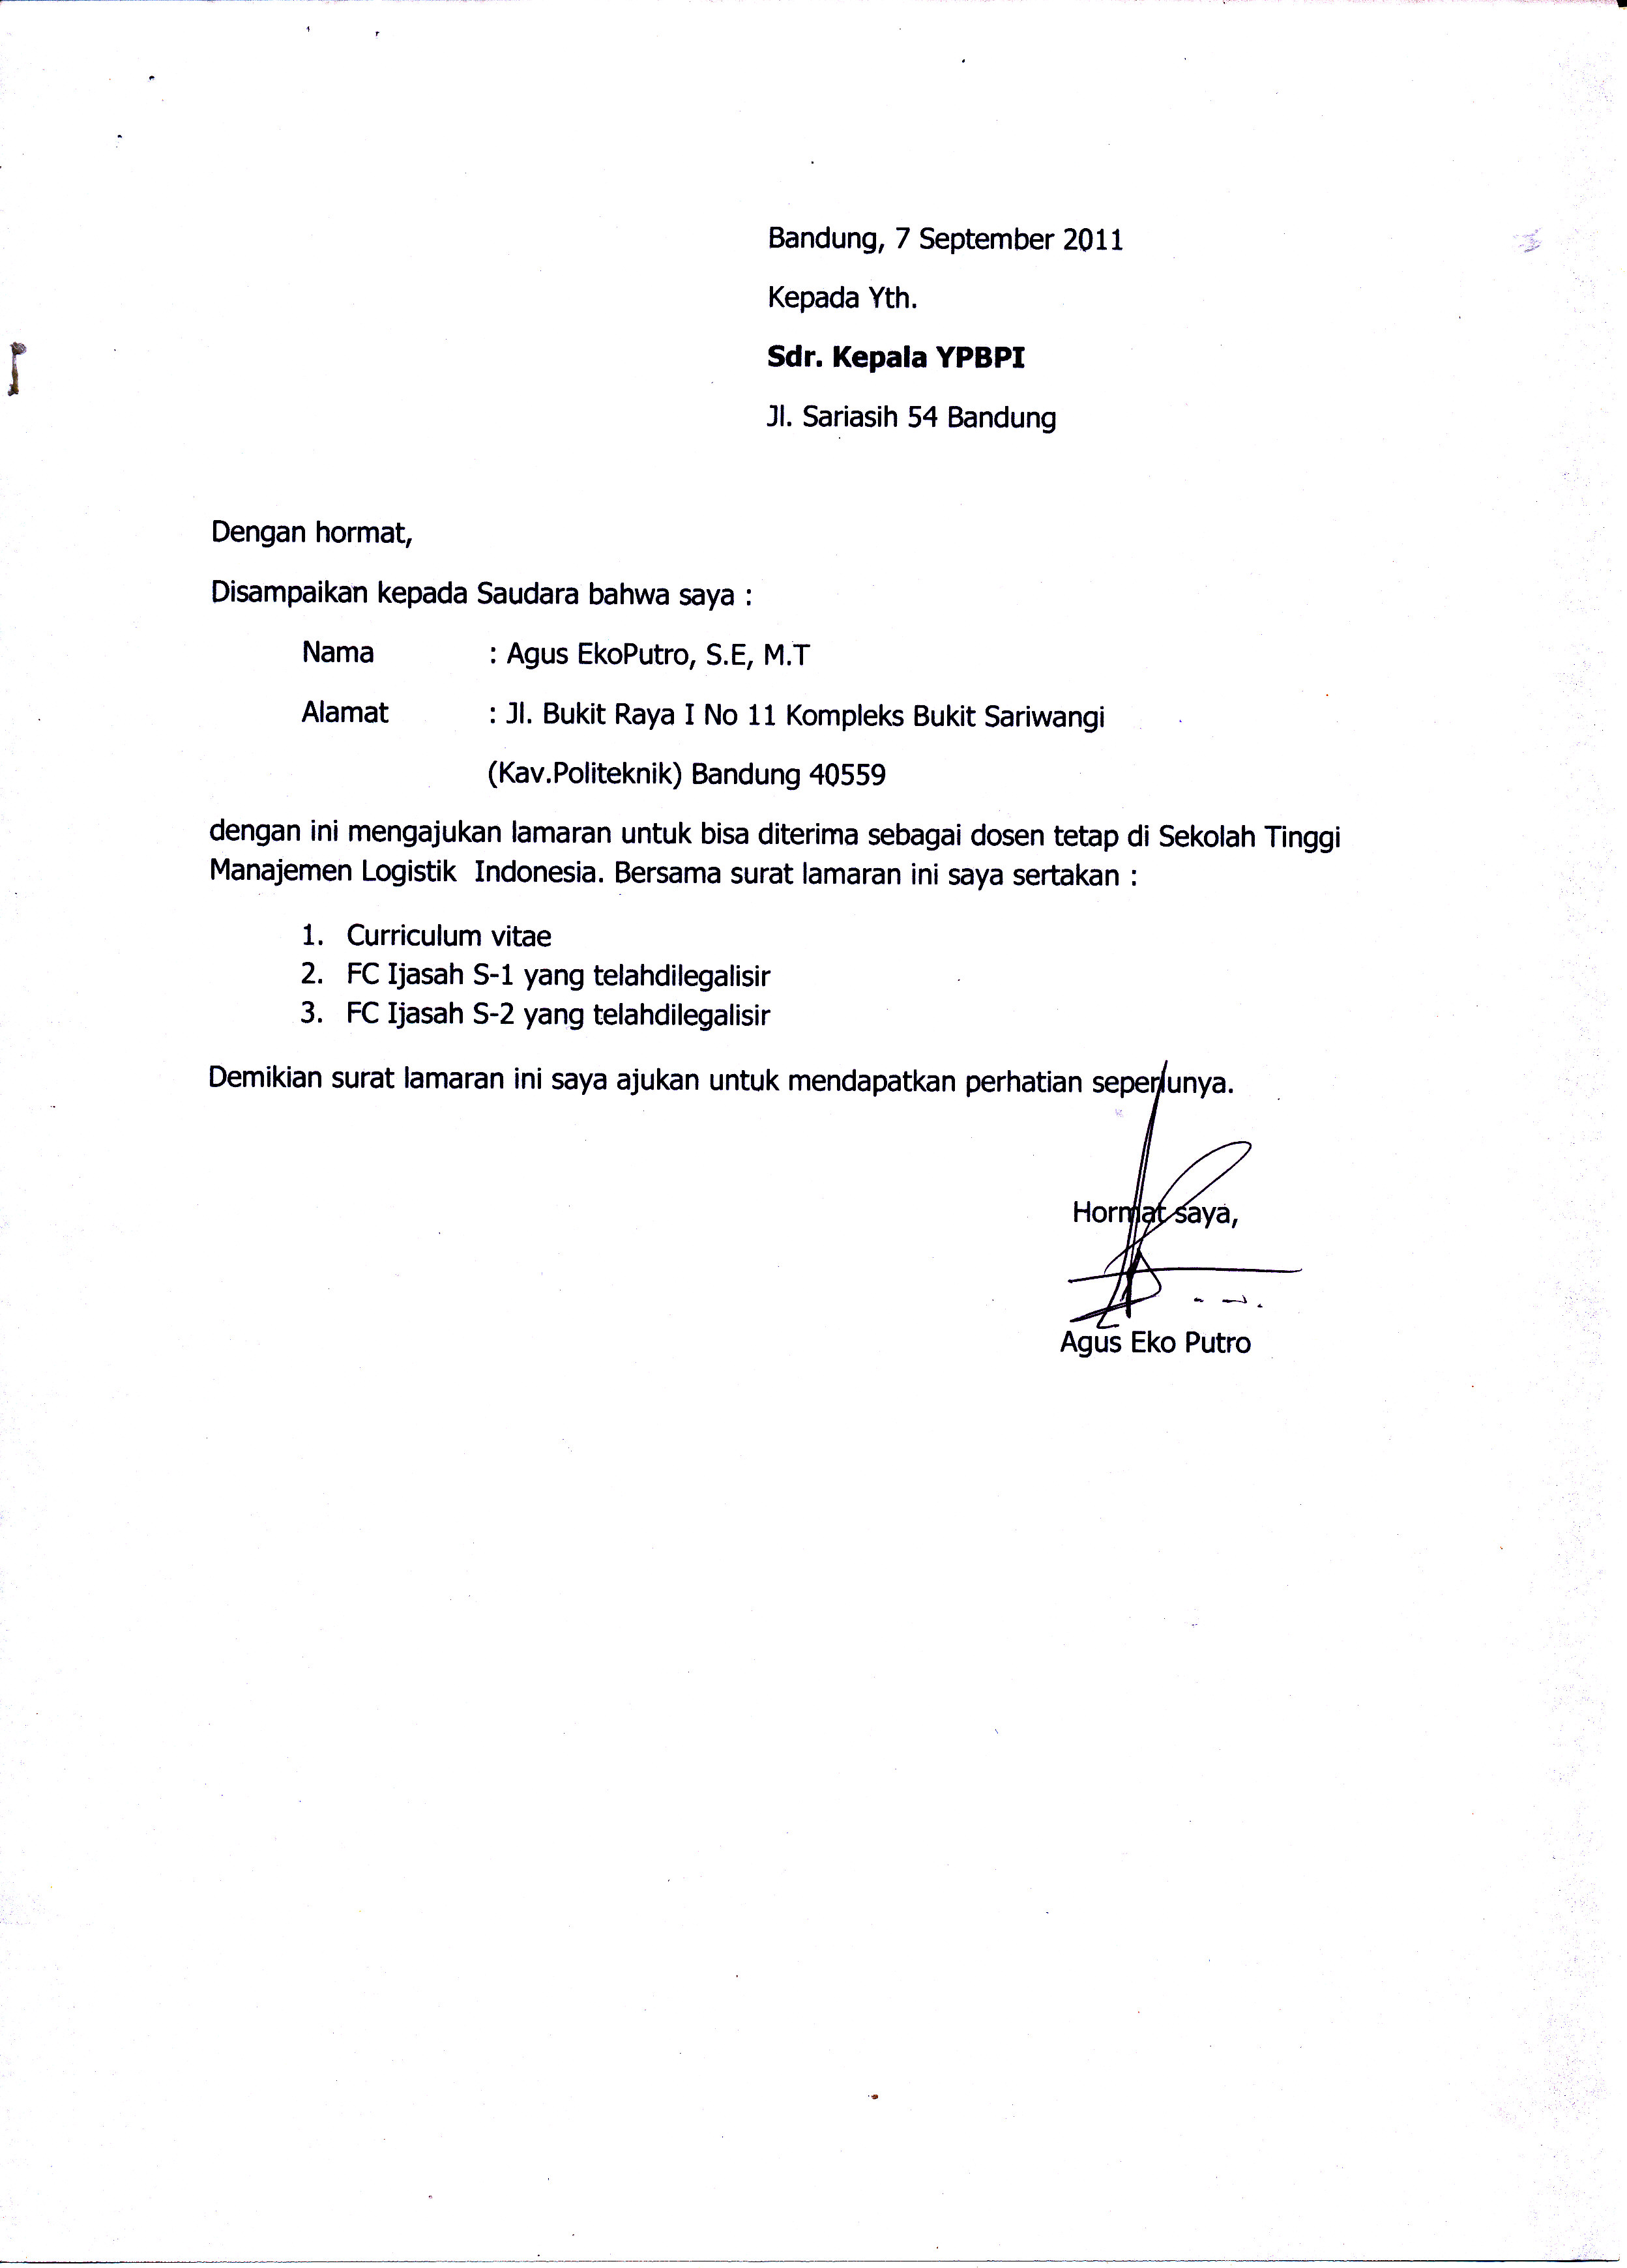 Bandung, 7 September 2011
Kepada Yth.
Sdr. Kepala YPBPI
Jl. Sariasih 54 Bandung
Dengan hormat,
Disampaikan kepada Saudara bahwa saya :
Nama : Agus EkoPutro, S.E, M.T
Alamat : Jl. Bukit Raya I No 11 Kompleks Bukit Sariwangi
(Kav.Politeknik) Bandung 40559
dengan ini mengajukan lamaran untuk bisa diterima sebagai dosen tetap di Sekolah Tinggi
Manajemen Logistik Indonesia. Bersama surat lamaran ini saya sertakan :
1. Curriculum vitae
2. FC Ijasah S-1 yang telahdilegalisir
3. FC Ijasah S-2 yang telahdilegalisir
Demikian surat lamaran ini saya ajukan untuk mendapatkan perhatian seperlunya.
Hormat saya,
Agus Eko Putro